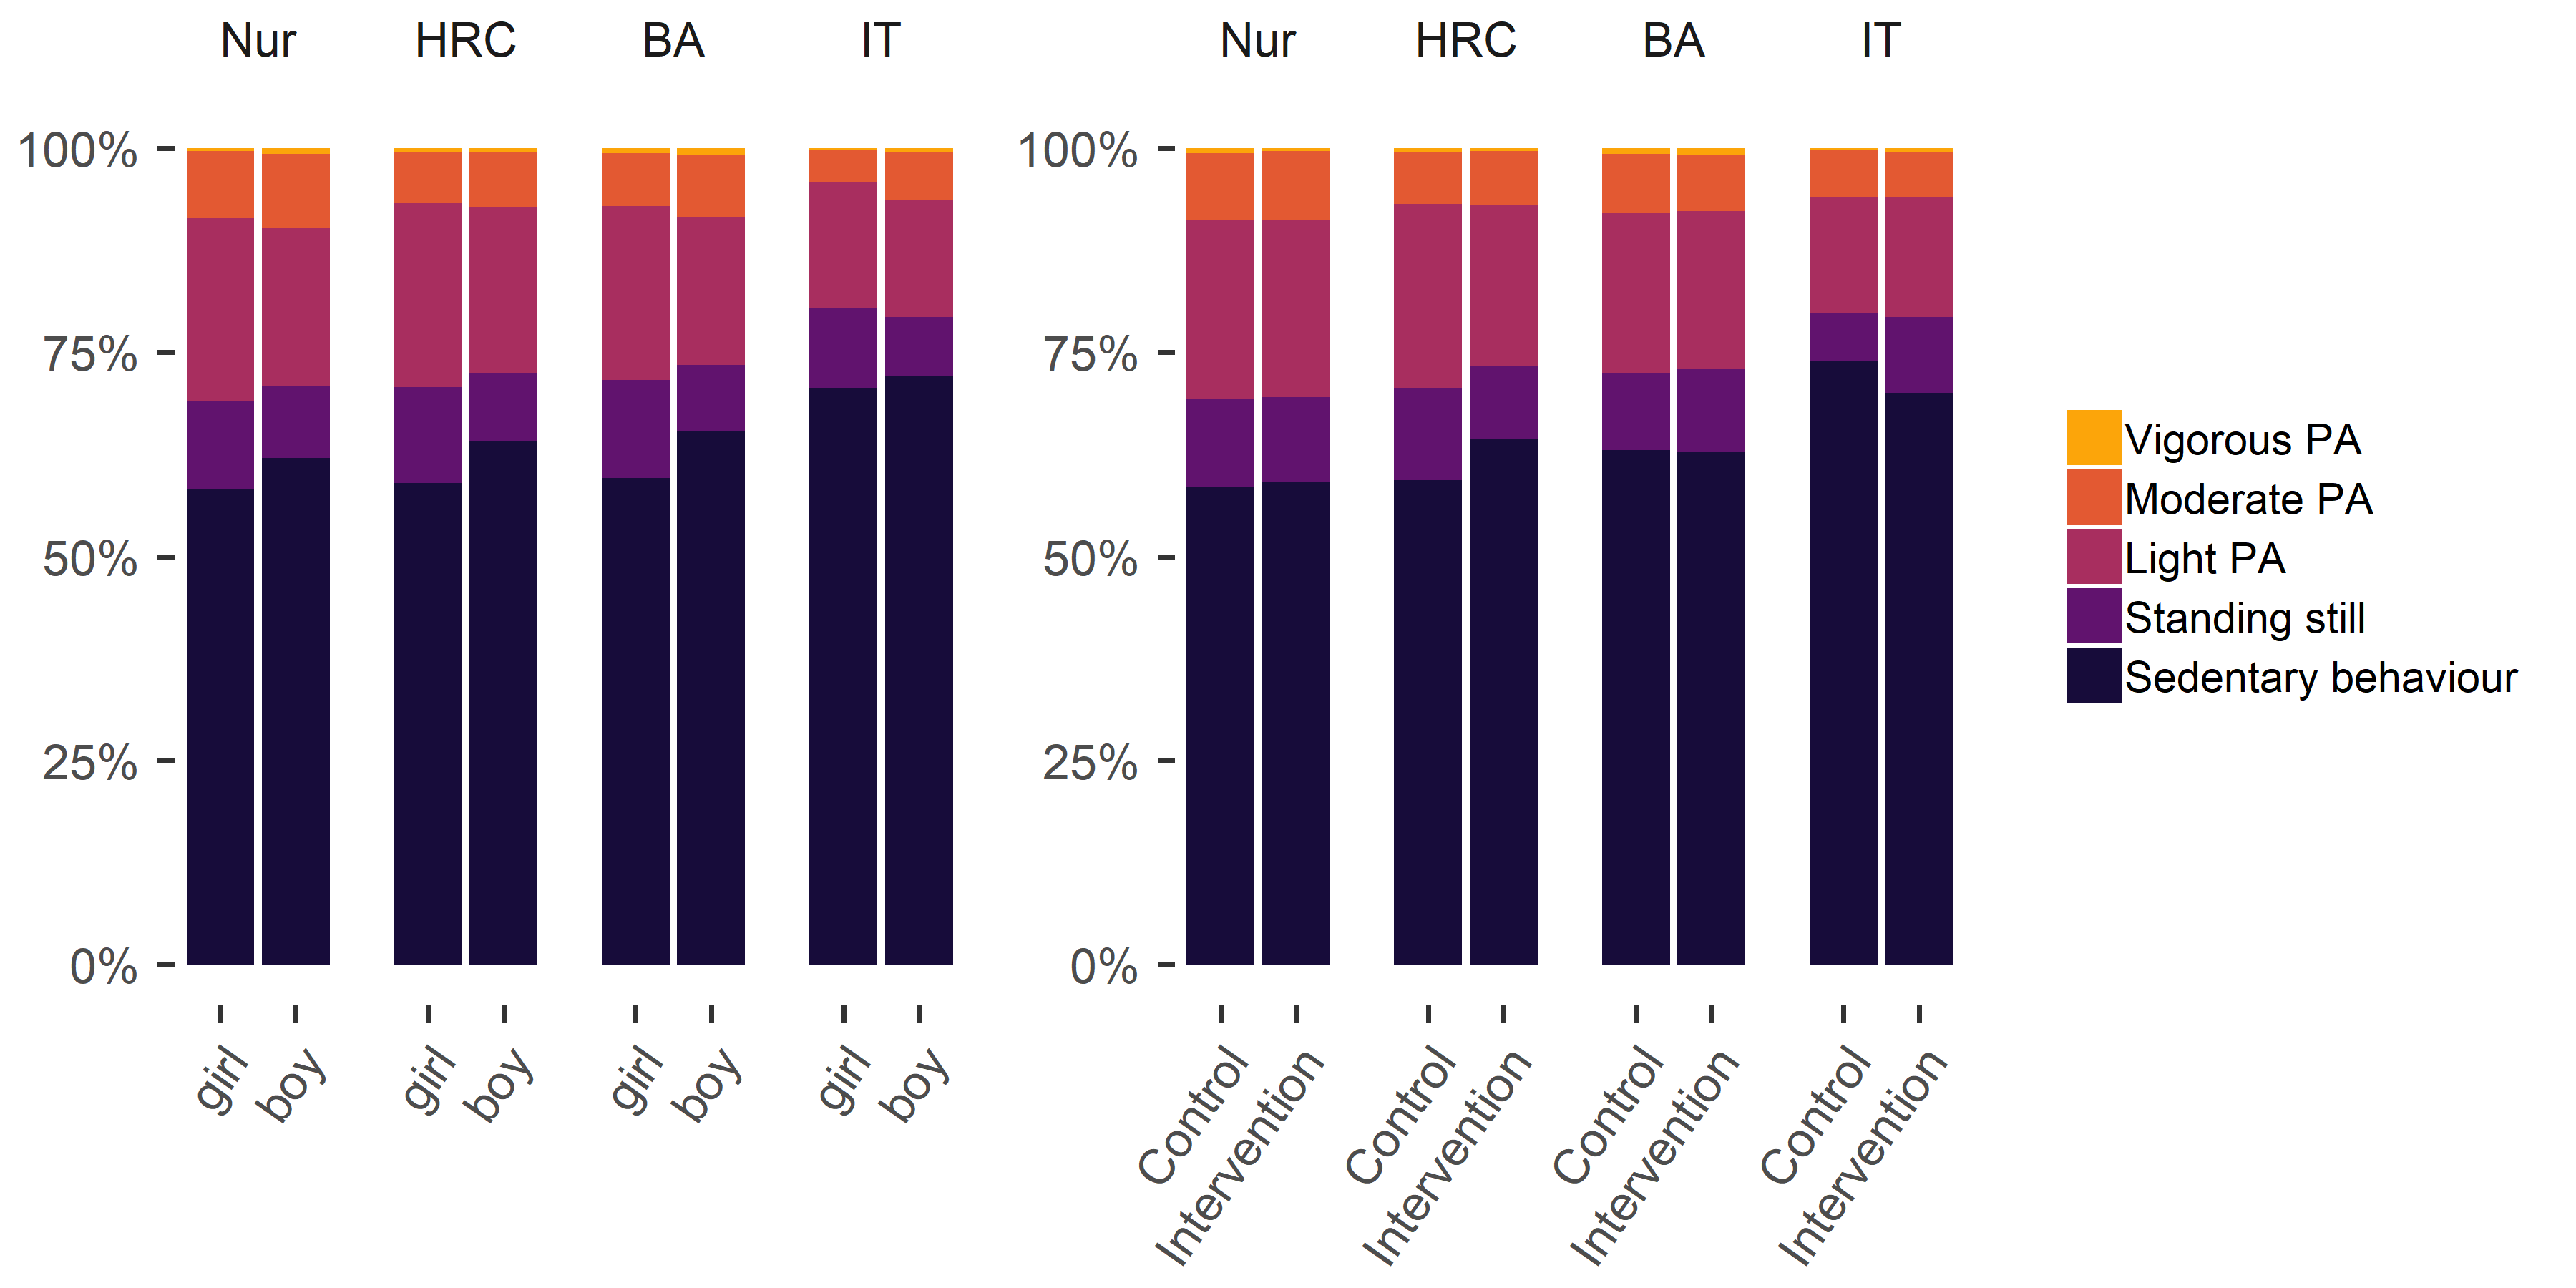 Nur HRC BA IT
100%
75%
50%
25%
0%
girl boy girl boy girl boy girl boy
Nur HRC BA IT
100%
75%
50%
25%
0%
Control Intervention Control Intervention Control Intervention Control Intervention
Vigorous PA
Moderate PA
Light PA
Standing still
Sedentary behaviour